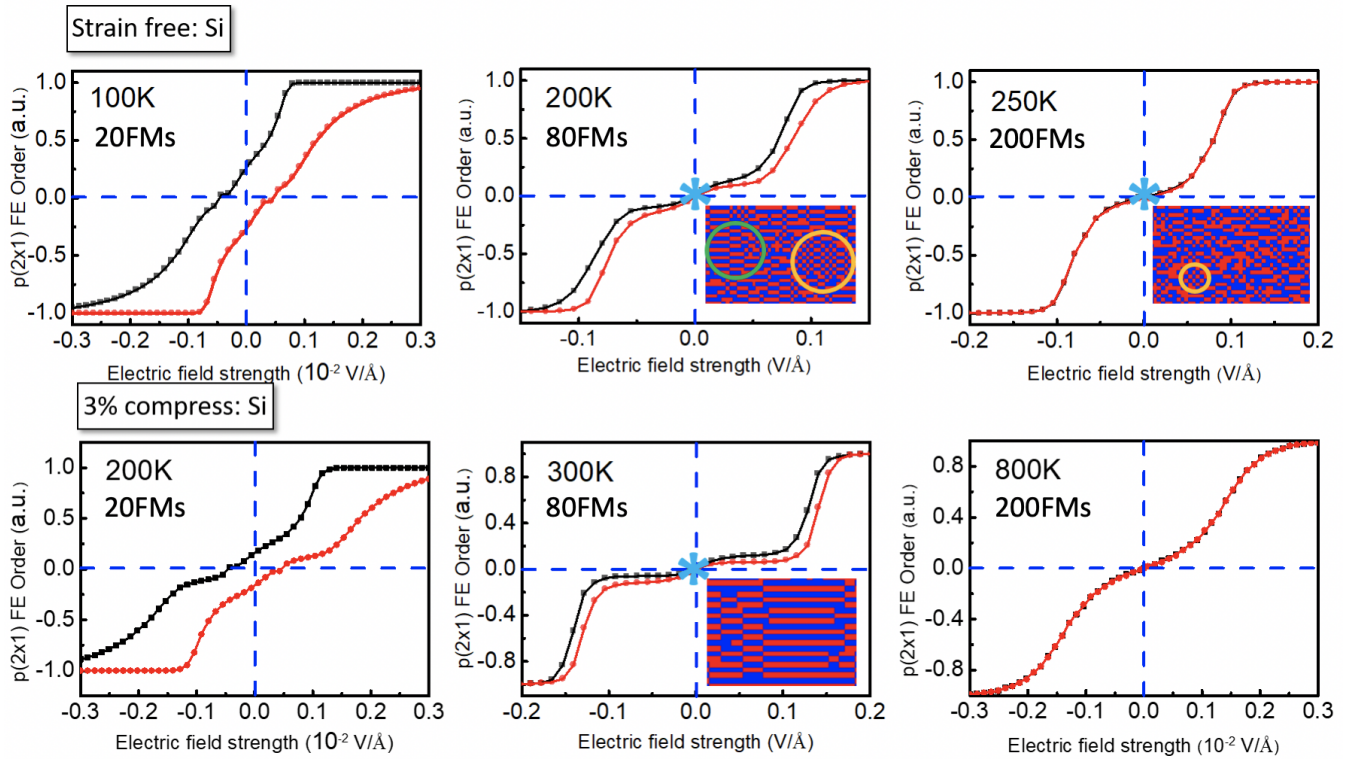 Strain free: Si
p(2x1) FE Order (a.u.)
1.0
0.5
0.0
-0.5
-1.0
100K
20FMs
-0.3 -0.2 -0.1 0.0 0.1 0.2 0.3
Electric field strength (10-2 V/Å)
p(2x1) FE Order (a.u.)
1.0
0.5
0.0
-0.5
-1.0
200K
80FMs
-0.1 0.0 0.1
Electric field strength (V/Å)
p(2x1) FE Order (a.u.)
1.0
0.5
0.0
-0.5
-1.0
250K
200FMs
-0.2 -0.1 0.0 0.1 0.2
Electric field strength (V/Å)
3% compress: Si
p(2x1) FE Order (a.u.)
1.0
0.5
0.0
-0.5
-1.0
200K
20FMs
-0.3 -0.2 -0.1 0.0 0.1 0.2 0.3
Electric field strength (10-2 V/Å)
p(2x1) FE Order (a.u.)
0.8
0.4
0.0
-0.4
-0.8
300K
80FMs
-0.2 -0.1 0.0 0.1 0.2
Electric field strength (V/Å)
p(2x1) FE Order (a.u.)
0.8
0.4
0.0
-0.4
-0.8
800K
200FMs
-0.3 -0.2 -0.1 0.0 0.1 0.2 0.3
Electric field strength (10-2 V/Å)